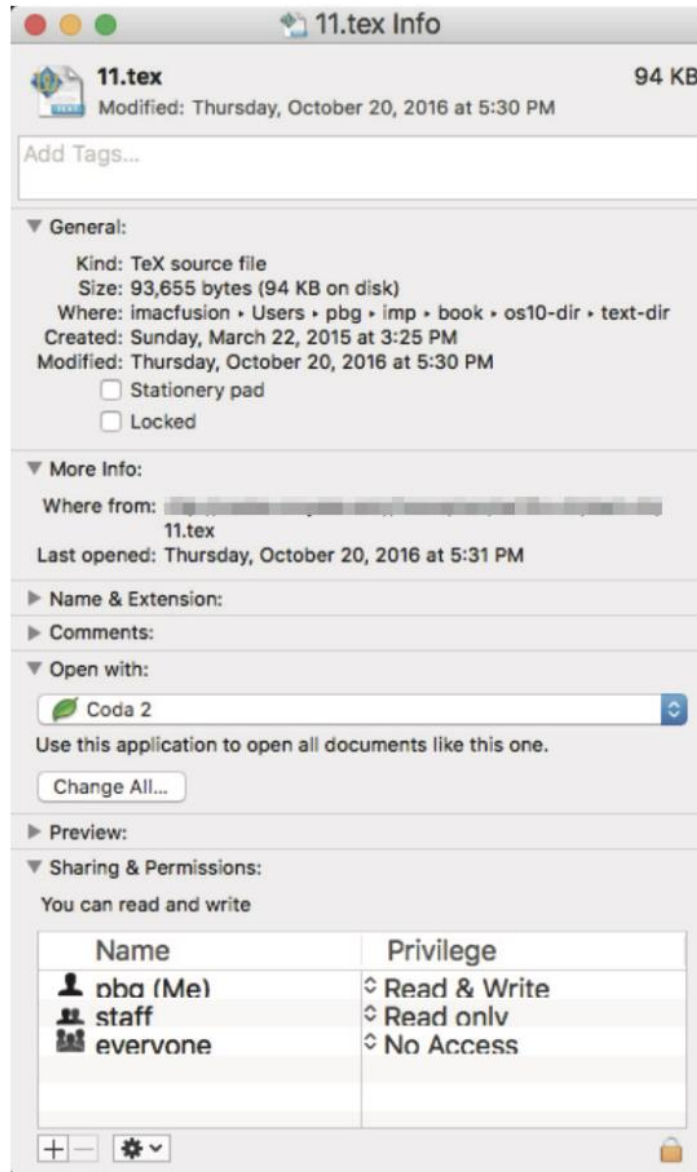 11.tex Info
11.tex
94 KB
Modified: Thursday, October 20, 2016 at 5:30 PM
Add Tags...
General:
Kind: TeX source file
Size: 93,655 bytes (94 KB on disk)
Where: imacfusion ▸ Users ▸ pbg ▸ imp ▸ book ▸ os10-dir ▸ text-dir
Created: Sunday, March 22, 2015 at 3:25 PM
Modified: Thursday, October 20, 2016 at 5:30 PM
Stationery pad
Locked
More Info:
Where from:
11.tex
Last opened: Thursday, October 20, 2016 at 5:31 PM
Name & Extension:
Comments:
Open with:
Coda 2
Use this application to open all documents like this one.
Change All...
Preview:
Sharing & Permissions:
You can read and write
Name Privilege
pbg (Me) Read & Write
staff Read only
everyone No Access